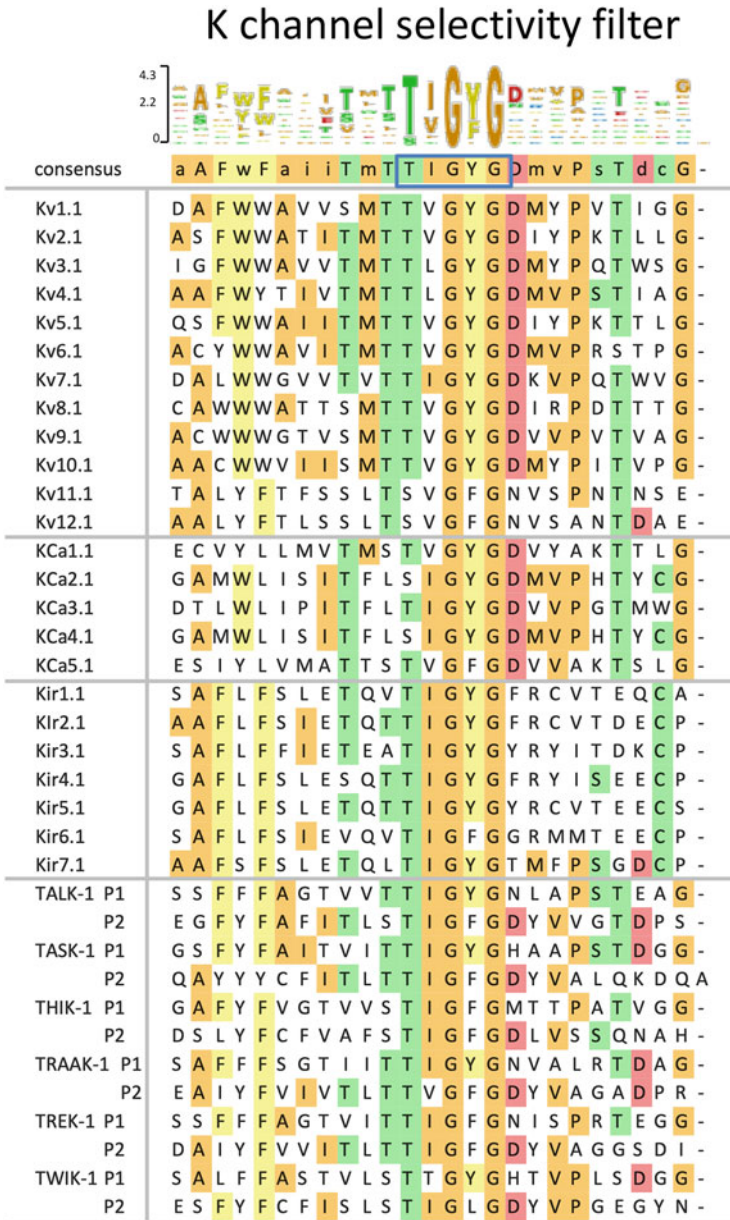 K channel selectivity filter
4.3
2.2
0
consensus a A F w F a i i T m T T I G Y G D m v P s T d c G -
Kv1.1 D A F W W A V V S M T T V G Y G D M Y P V T I G G -
Kv2.1 A S F W W A T I T M T T V G Y G D I Y P K T L L G -
Kv3.1 I G F W W A V V T M T T L G Y G D M Y P Q T W S G -
Kv4.1 A A F W Y T I V T M T T L G Y G D M V P S T I A G -
Kv5.1 Q S F W W A I I T M T T V G Y G D I Y P K T T L G -
Kv6.1 A C Y W W A V I T M T T V G Y G D M V P R S T P G -
Kv7.1 D A L W W G V V T V T T I G Y G D K V P Q T W V G -
Kv8.1 C A W W W A T T S M T T V G Y G D I R P D T T T G -
Kv9.1 A C W W W G T V S M T T V G Y G D V V P V T V A G -
Kv10.1 A A C W W V I I S M T T V G Y G D M Y P I T V P G -
Kv11.1 T A L Y F T F S S L T S V G F G N V S P N T N S E -
Kv12.1 A A L Y F T L S S L T S V G F G N V S A N T D A E -
KCa1.1 E C V Y L L M V T M S T V G Y G D V Y A K T T L G -
KCa2.1 G A M W L I S I T F L S I G Y G D M V P H T Y C G -
KCa3.1 D T L W L I P I T F L T I G Y G D V V P G T M W G -
KCa4.1 G A M W L I S I T F L S I G Y G D M V P H T Y C G -
KCa5.1 E S I Y L V M A T T S T V G F G D V V A K T S L G -
Kir1.1 S A F L F S L E T Q V T I G Y G F R C V T E Q C A -
KIr2.1 A A F L F S I E T Q T T I G Y G F R C V T D E C P -
Kir3.1 S A F L F F I E T E A T I G Y G Y R Y I T D K C P -
Kir4.1 G A F L F S L E S Q T T I G Y G F R Y I S E E C P -
Kir5.1 G A F L F S L E T Q T T I G Y G Y R C V T E E C S -
Kir6.1 S A F L F S I E V Q V T I G F G G R M M T E E C P -
Kir7.1 A A F S F S L E T Q L T I G Y G T M F P S G D C P -
TALK-1 P1 S S F F F A G T V V T T I G Y G N L A P S T E A G -
P2 E G F Y F A F I T L S T I G F G D Y V V G T D P S -
TASK-1 P1 G S F Y F A I T V I T T I G Y G H A A P S T D G G -
P2 Q A Y Y Y C F I T L T T I G F G D Y V A L Q K D Q A
THIK-1 P1 G A F Y F V G T V V S T I G F G M T T P A T V G G -
P2 D S L Y F C F V A F S T I G F G D L V S S Q N A H -
TRAAK-1 P1 S A F F F S G T I I T T I G Y G N V A L R T D A G -
P2 E A I Y F V I V T L T T V G F G D Y V A G A D P R -
TREK-1 P1 S S F F F A G T V I T T I G F G N I S P R T E G G -
P2 D A I Y F V V I T L T T I G F G D Y V A G G S D I -
TWIK-1 P1 S A L F F A S T V L S T T G Y G H T V P L S D G G -
P2 E S F Y F C F I S L S T I G L G D Y V P G E G Y N -